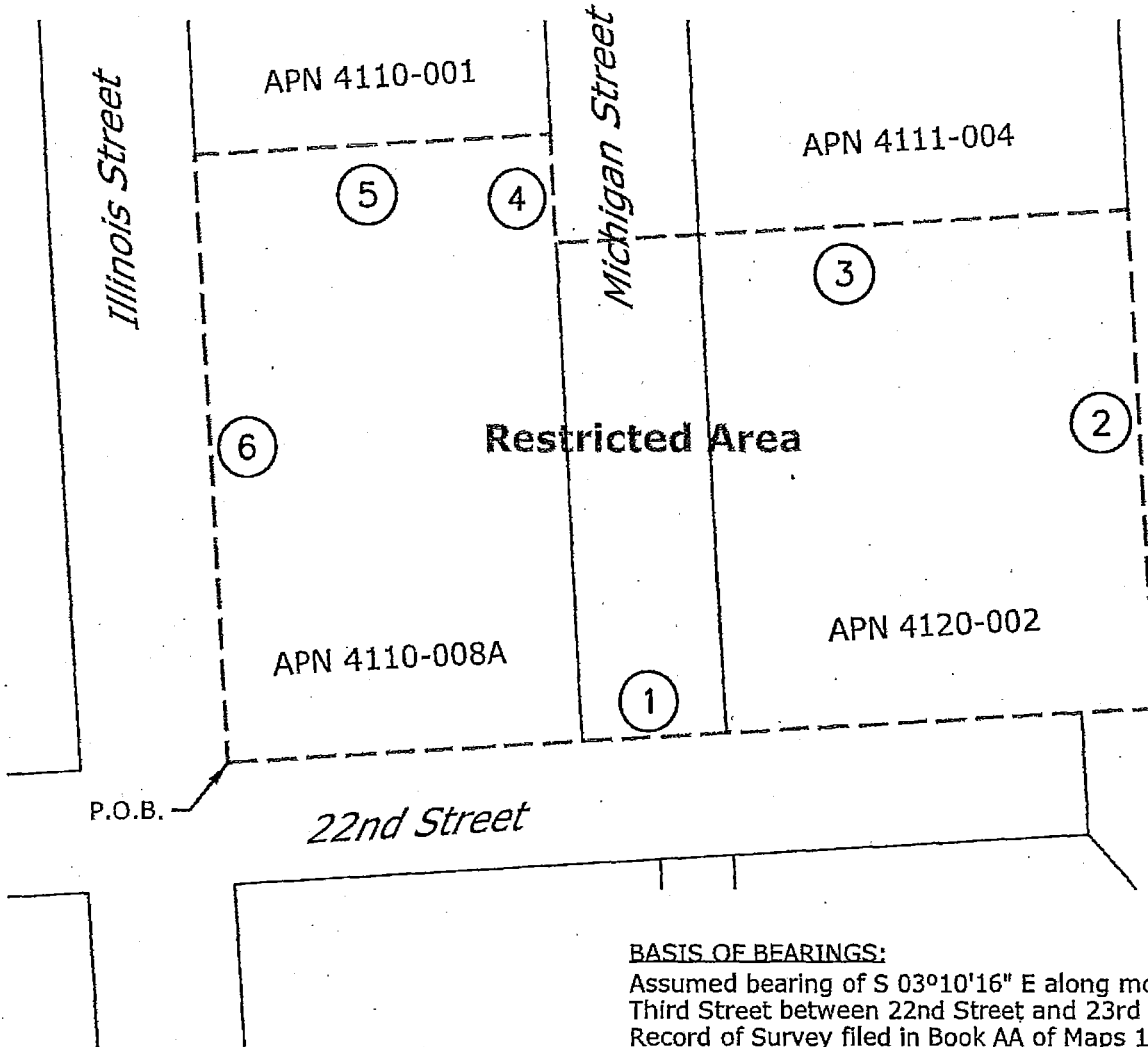 APN 4110-001
Michigan Street
Illinois Street
APN 4111-004
5
4
3
6
Restricted Area
2
APN 4110-008A
1
APN 4120-002
P.O.B.
22nd Street
BASIS OF BEARINGS:
Assumed bearing of S 03º10'16" E along
Third Street between 22nd Street and 23rd
Record of Survey filed in Book AA of Maps